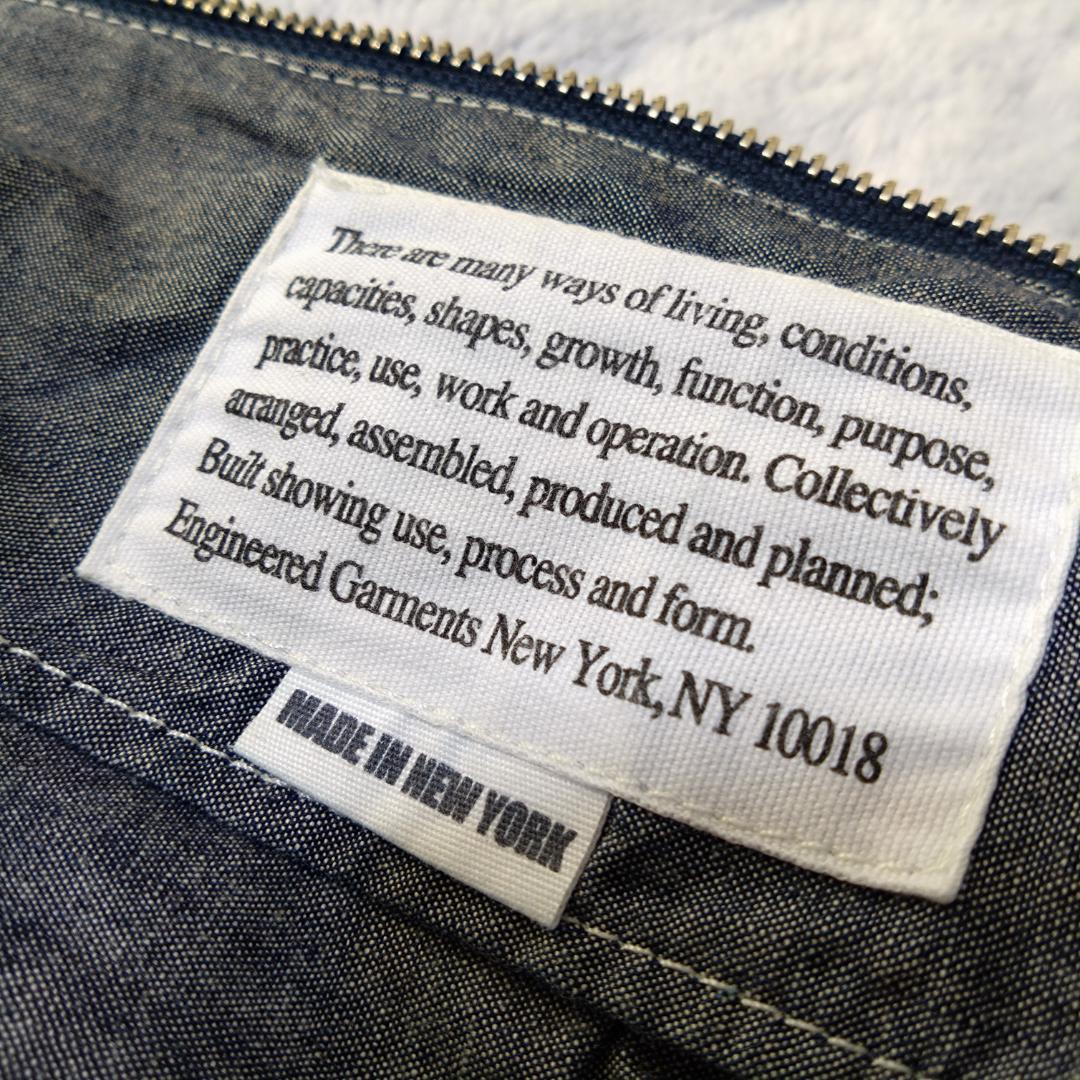 There are many ways of living, conditions,
capacities, shapes, growth, function, purpose,
practice, use, work and operation. Collectively
arranged, assembled, produced and planned;
Built showing use, process and form.
Engineered Garments New York, NY 10018
MADE IN NEW YORK